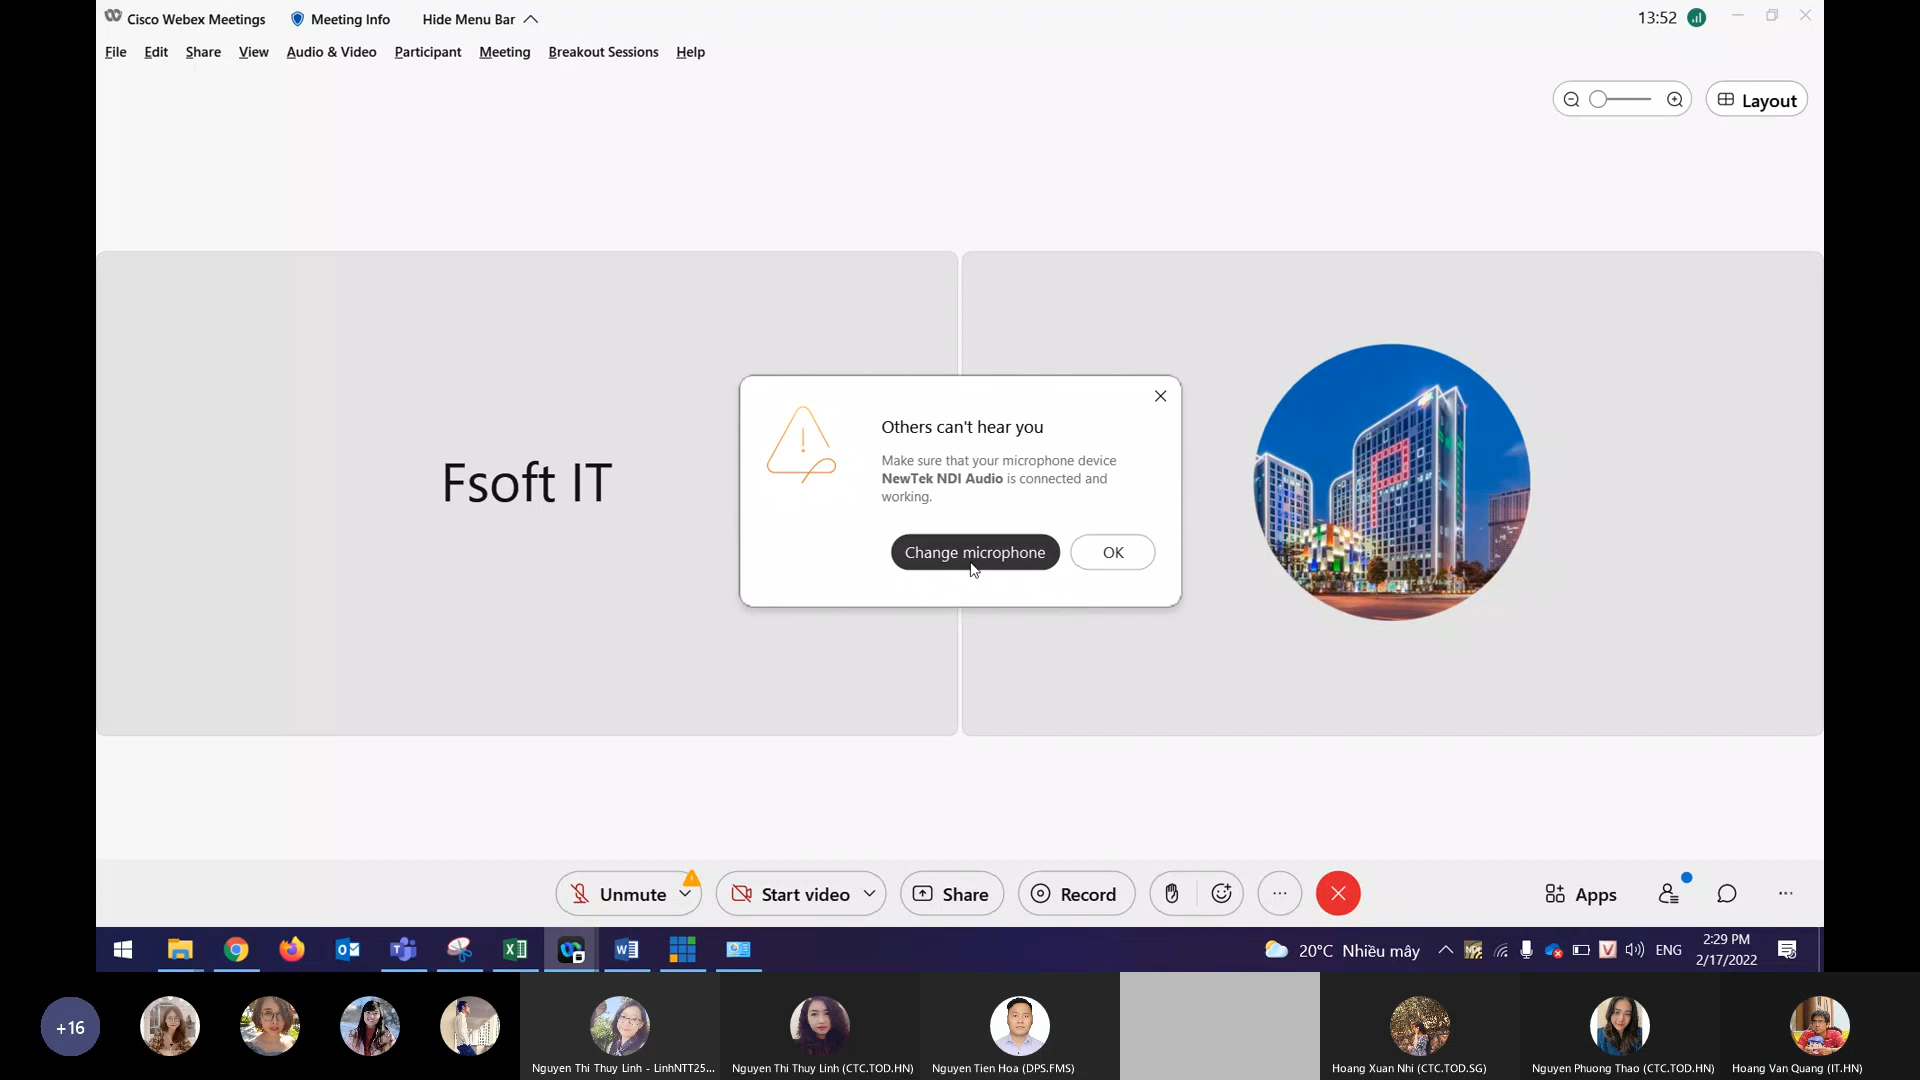 Cisco Webex Meetings Meeting Info Hide Menu Bar 13:52
File Edit Share View Audio & Video Participant Meeting Breakout Sessions Help
Layout
Fsoft IT
Others can't hear you
Make sure that your microphone device
NewTek NDI Audio is connected and
working.
Change microphone OK
Unmute Start video Share Record Apps
20°C Nhiều mây ENG 2:29 PM
2/17/2022
+16
Nguyen Thi Thuy Linh - LinhNTT25... Nguyen Thi Thuy Linh (CTC.TOD.HN) Nguyen Tien Hoa (DPS.FMS) Hoang Xuan Nhi (CTC.TOD.SG) Nguyen Phuong Thao (CTC.TOD.HN) Hoang Van Quang (IT.HN)